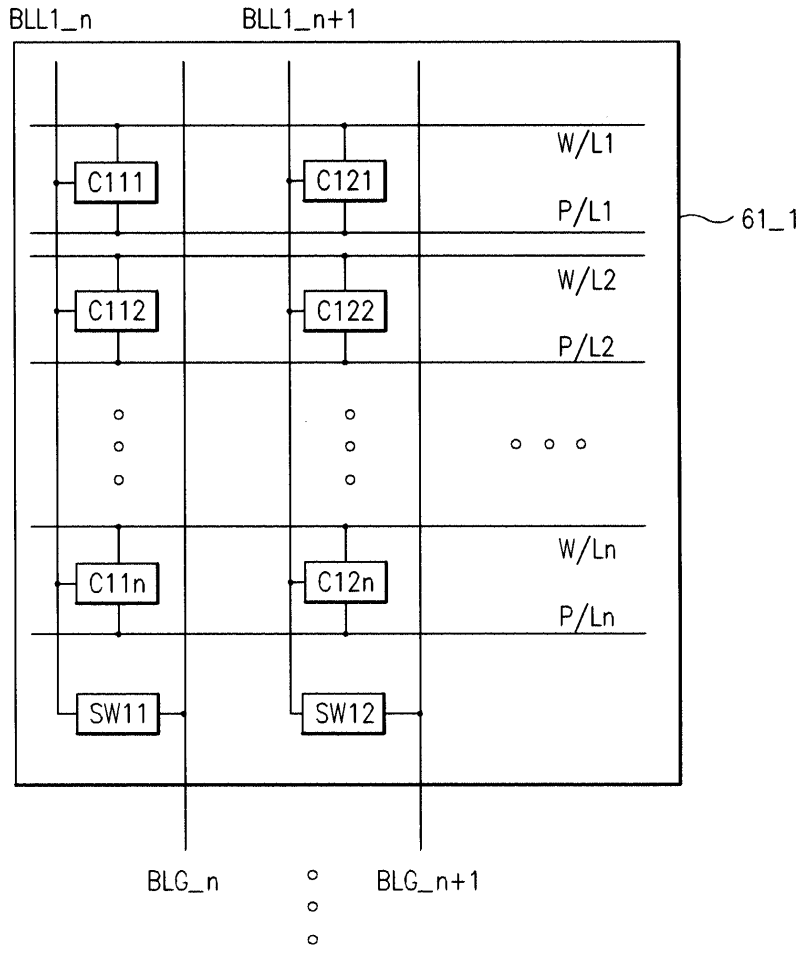 BLL1_n BLL1_n+1
W/L1
C111 C121
P/L1
61_1
W/L2
C112 C122
P/L2
W/Ln
C11n C12n
P/Ln
SW11 SW12
BLG_n BLG_n+1